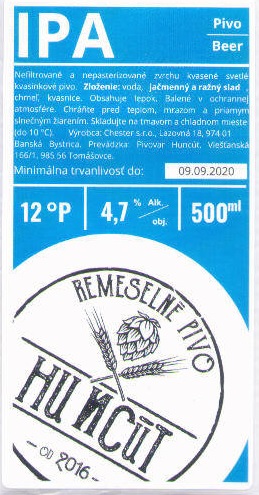 IPA
Pivo
Beer
Nefiltrované a nepasterizované zvrchu kvasené svetlé
kvasinkové pivo. Zloženie: voda, jačmenný a ražný slad ,
chmeľ, kvasnice. Obsahuje lepok. Balené v ochrannej
atmosfére. Chráňte pred teplom, mrazom a priamym
slnečným žiarením. Skladujte na tmavom a chladnom mieste
(do 10 °C). Výrobca: Chester s.r.o., Lazovná 18, 974 01
Banská Bystrica. Prevádzka: Pivovar Huncút, Viešťanská
166/1, 985 56 Tomášovce.
Minimálna trvanlivosť do: 09.09.2020
12 °P 4,7 % Alk./obj. 500ml
REMESELNÉ PIVO
HUNCÚT
- OD 2016 -